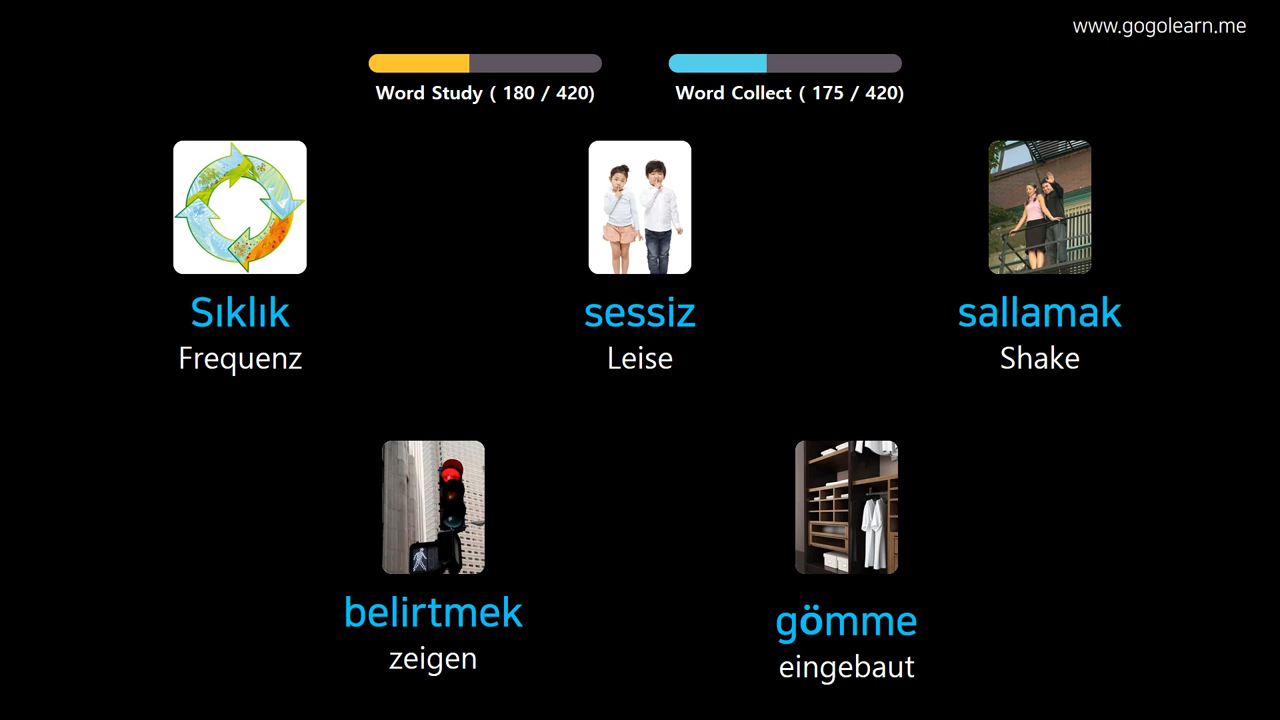 www.gogolearn.me
Word Study ( 180 / 420)
Word Collect ( 175 / 420)
Sıklık
Frequenz
sessiz
Leise
sallamak
Shake
belirtmek
zeigen
gömme
eingebaut